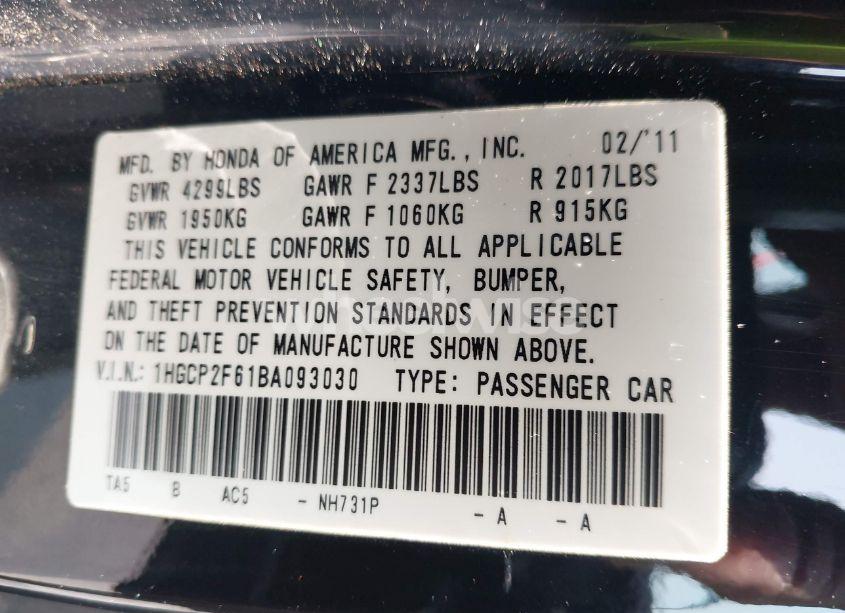 MFD. BY HONDA OF AMERICA MFG., INC. 02/'11
GVWR 4299LBS GAWR F 2337LBS R 2017LBS
GVWR 1950KG GAWR F 1060KG R 915KG
THIS VEHICLE CONFORMS TO ALL APPLICABLE
FEDERAL MOTOR VEHICLE SAFETY, BUMPER,
AND THEFT PREVENTION STANDARDS IN EFFECT
ON THE DATE OF MANUFACTURE SHOWN ABOVE.
V.I.N.: 1HGCP2F61BA093030 TYPE: PASSENGER CAR
TA5 B AC5 - NH731P - A - A
wheelwise